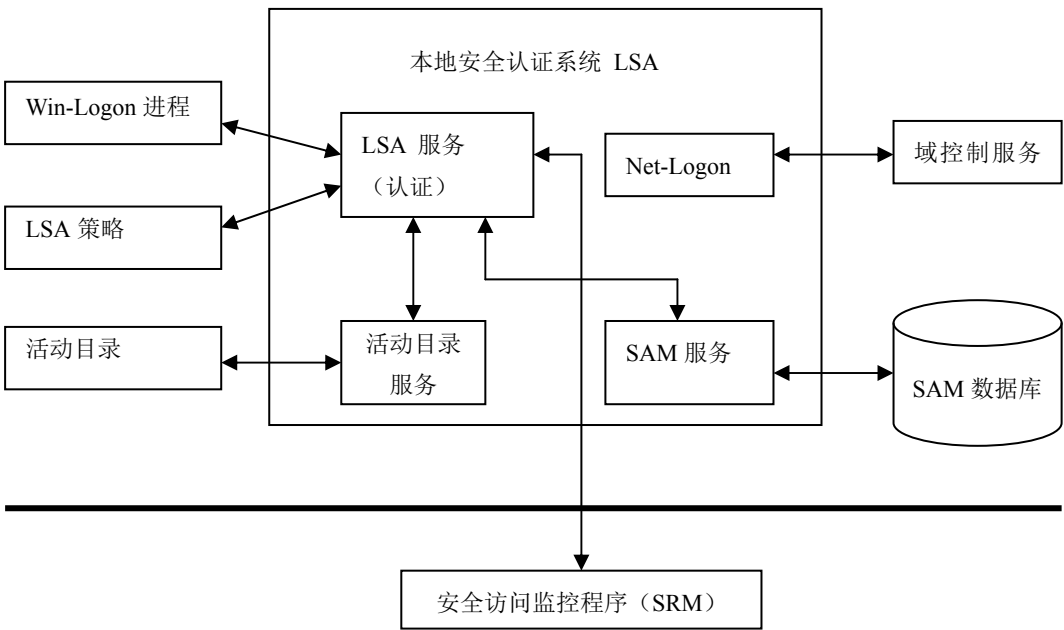 本地安全认证系统 LSA
Win-Logon 进程
LSA 服务
（认证）
Net-Logon
域控制服务
LSA 策略
活动目录
活动目录
服务
SAM 服务
SAM 数据库
安全访问监控程序（SRM）